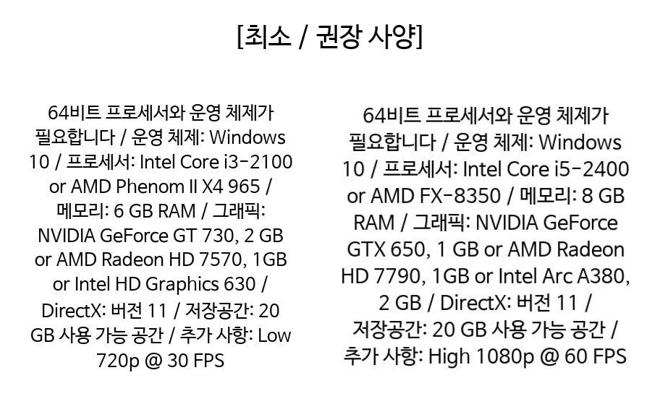 [최소 / 권장 사양]
64비트 프로세서와 운영 체제가
필요합니다 / 운영 체제: Windows
10 / 프로세서: Intel Core i3-2100
or AMD Phenom II X4 965 /
메모리: 6 GB RAM / 그래픽:
NVIDIA GeForce GT 730, 2 GB
or AMD Radeon HD 7570, 1GB
or Intel HD Graphics 630 /
DirectX: 버전 11 / 저장공간: 20
GB 사용 가능 공간 / 추가 사항: Low
720p @ 30 FPS
64비트 프로세서와 운영 체제가
필요합니다 / 운영 체제: Windows
10 / 프로세서: Intel Core i5-2400
or AMD FX-8350 / 메모리: 8 GB
RAM / 그래픽: NVIDIA GeForce
GTX 650, 1 GB or AMD Radeon
HD 7790, 1GB or Intel Arc A380,
2 GB / DirectX: 버전 11 /
저장공간: 20 GB 사용 가능 공간 /
추가 사항: High 1080p @ 60 FPS